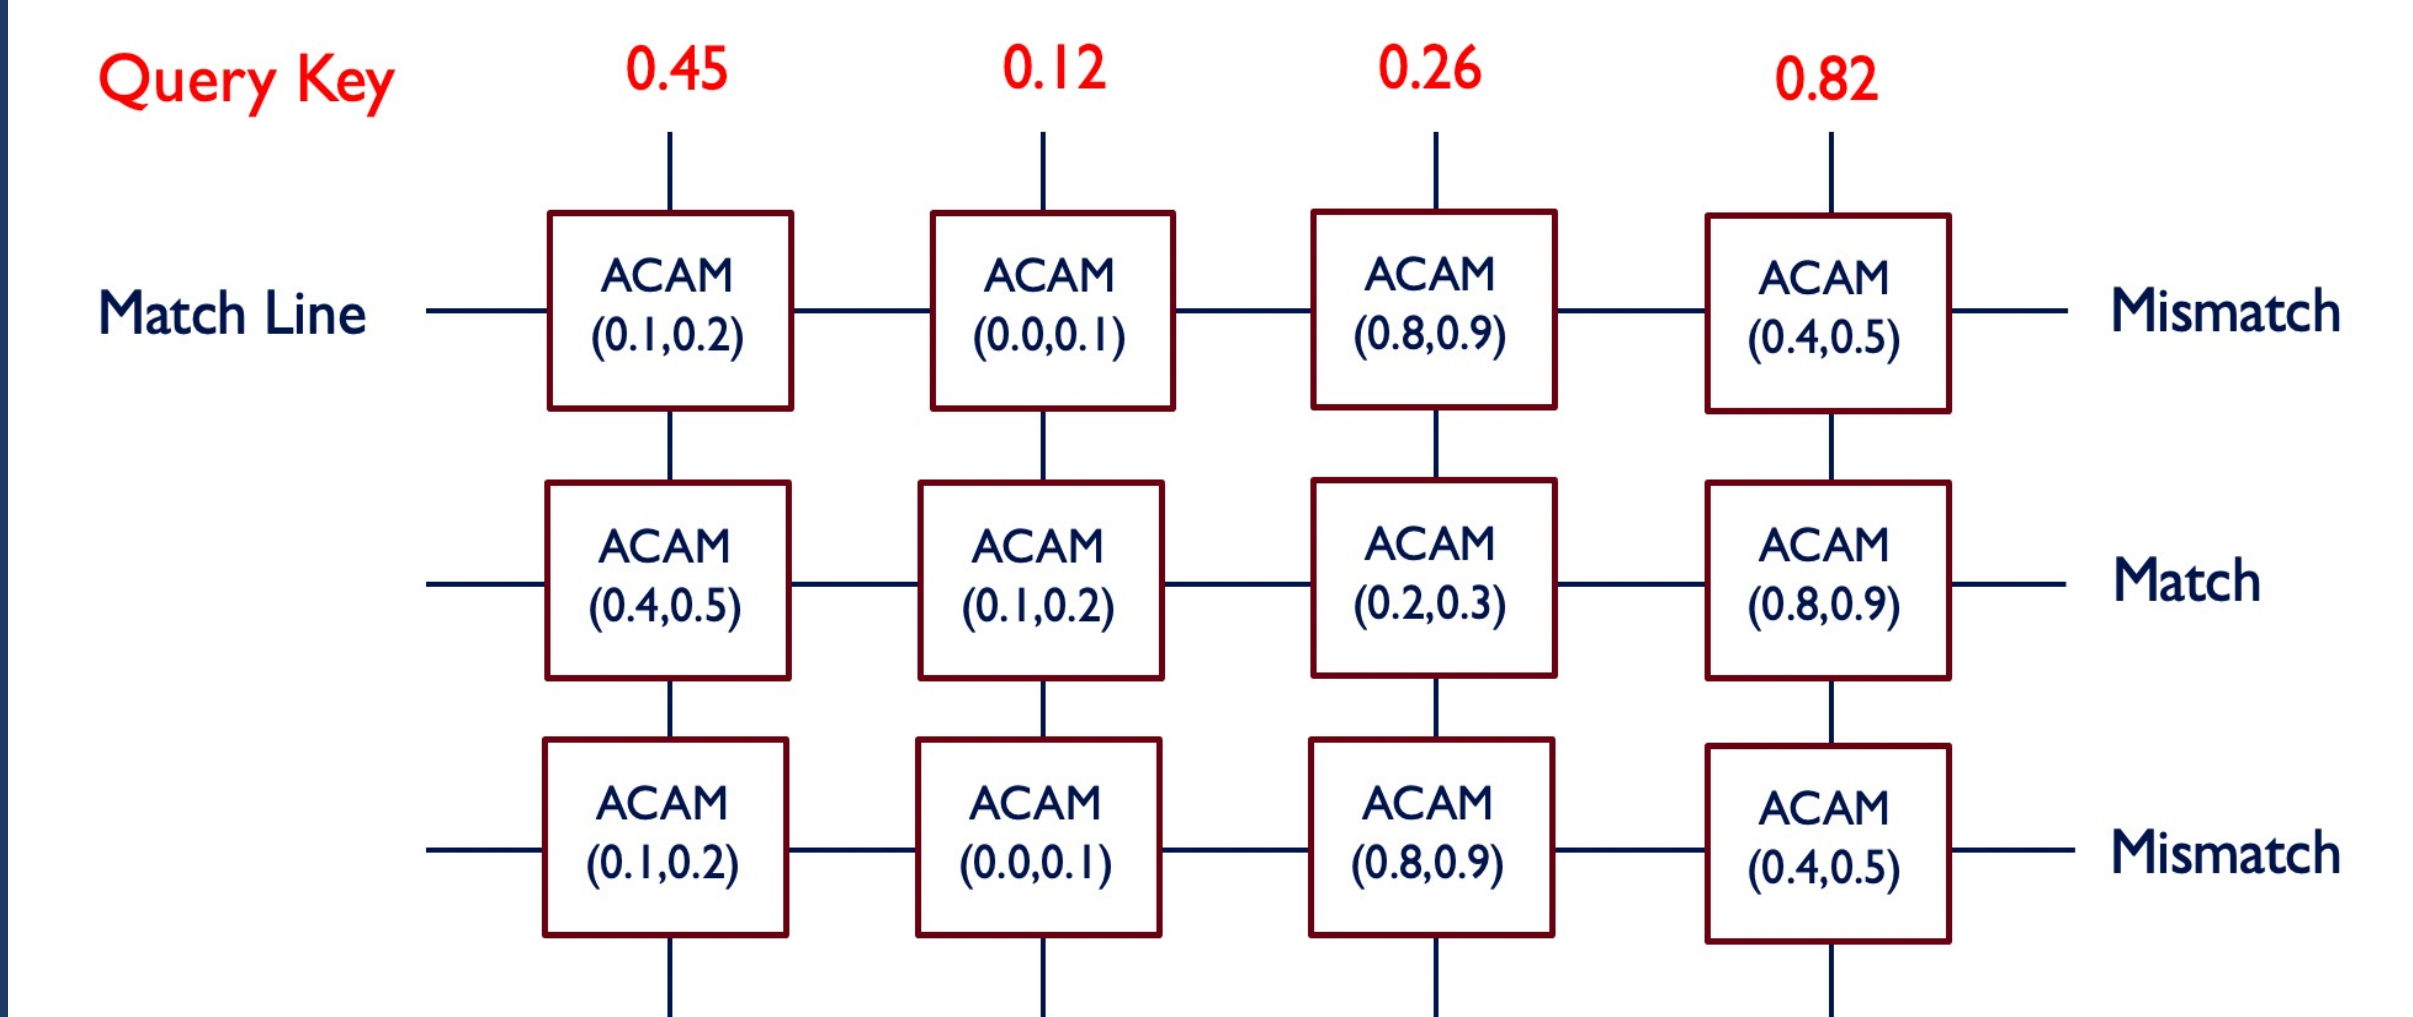 Query Key 0.45 0.12 0.26 0.82
ACAM ACAM ACAM ACAM
Match Line (0.1,0.2) (0.0,0.1) (0.8,0.9) (0.4,0.5) Mismatch
ACAM ACAM ACAM ACAM
(0.4,0.5) (0.1,0.2) (0.2,0.3) (0.8,0.9) Match
ACAM ACAM ACAM ACAM
(0.1,0.2) (0.0,0.1) (0.8,0.9) (0.4,0.5) Mismatch